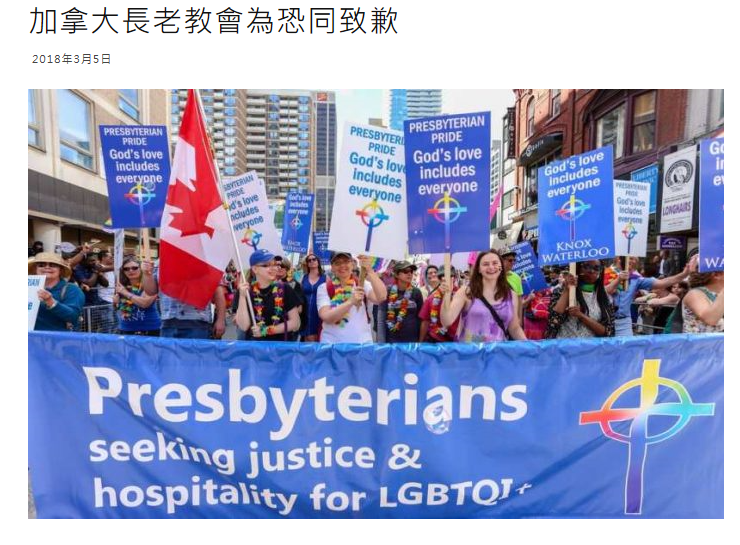 加拿大長老教會為恐同致歉
2018年3月5日
PRESBYTERIAN
PRIDE
God's love
includes
everyone
PRESBYTERIAN
PRIDE
God's love
includes
everyone
PRESBYTERIAN
PRIDE
God's love
includes
everyone
God's love
includes
everyone
KNOX
WATERLOO
PRESBYTERIAN
PRIDE
God's love
includes
everyone
LONGHAIRS
Presbyterians
seeking justice &
hospitality for LGBTQI+